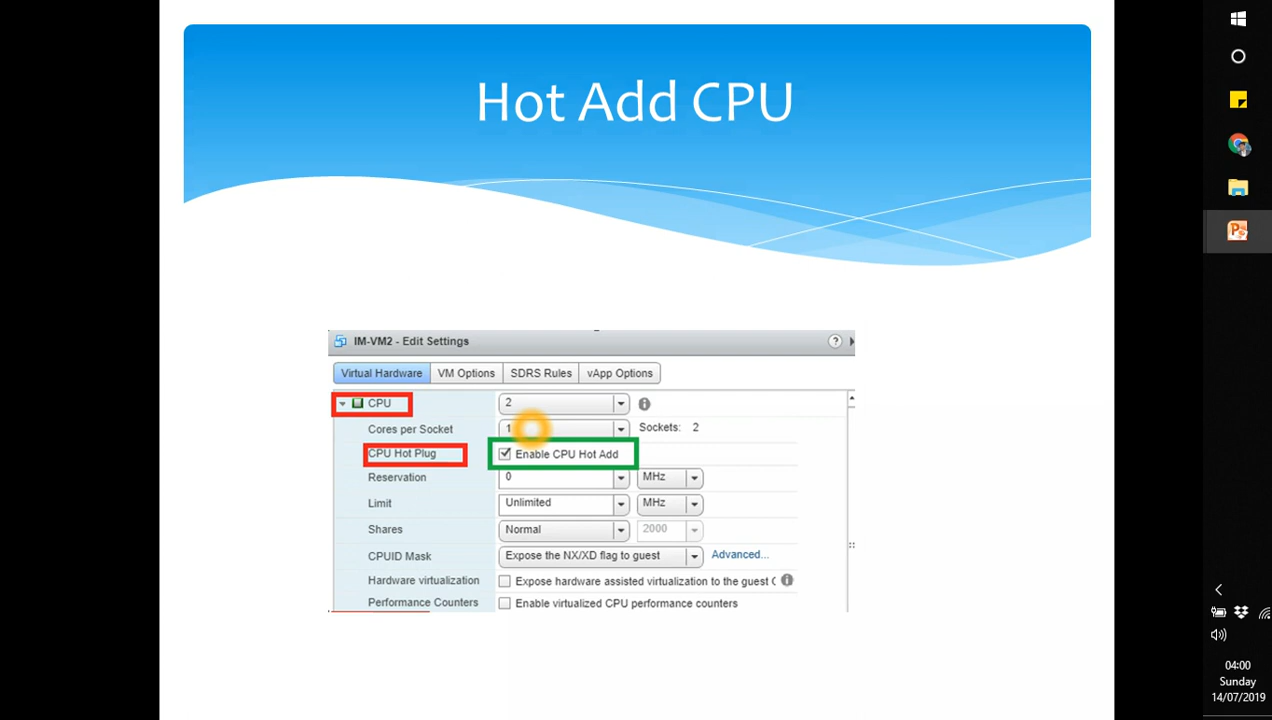 Hot Add CPU
IM-VM2 - Edit Settings
Virtual Hardware VM Options SDRS Rules vApp Options
CPU 2
Cores per Socket 1 Sockets: 2
CPU Hot Plug Enable CPU Hot Add
Reservation 0 MHz
Limit Unlimited MHz
Shares Normal 2000
CPUID Mask Expose the NX/XD flag to guest Advanced...
Hardware virtualization Expose hardware assisted virtualization to the guest
Performance Counters Enable virtualized CPU performance counters
04:00
Sunday
14/07/2019